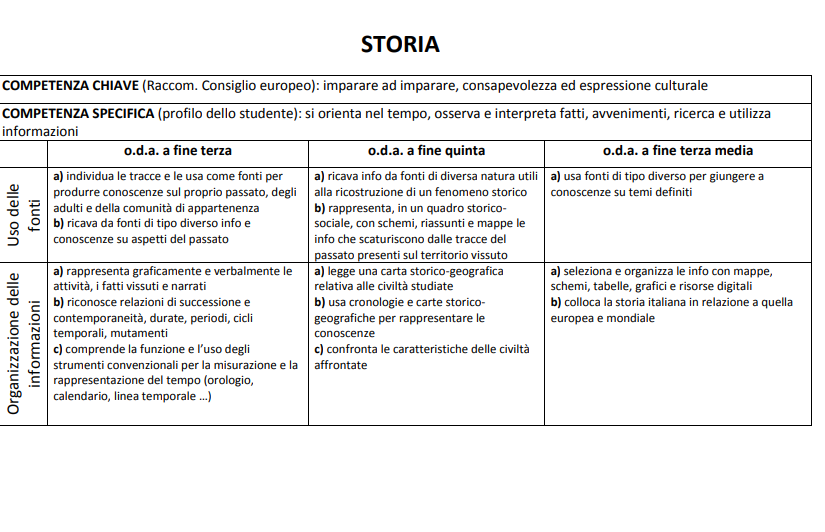 STORIA
COMPETENZA CHIAVE (Raccom. Consiglio europeo): imparare ad imparare, consapevolezza ed espressione culturale
COMPETENZA SPECIFICA (profilo dello studente): si orienta nel tempo, osserva e interpreta fatti, avvenimenti, ricerca e utilizza
informazioni
o.d.a. a fine terza
o.d.a. a fine quinta
o.d.a. a fine terza media
Uso delle
fonti
a) individua le tracce e le usa come fonti per
produrre conoscenze sul proprio passato, degli
adulti e della comunità di appartenenza
b) ricava da fonti di tipo diverso info e
conoscenze su aspetti del passato
a) ricava info da fonti di diversa natura utili
alla ricostruzione di un fenomeno storico
b) rappresenta, in un quadro storico-
sociale, con schemi, riassunti e mappe le
info che scaturiscono dalle tracce del
passato presenti sul territorio vissuto
a) usa fonti di tipo diverso per giungere a
conoscenze su temi definiti
Organizzazione delle
informazioni
a) rappresenta graficamente e verbalmente le
attività, i fatti vissuti e narrati
b) riconosce relazioni di successione e
contemporaneità, durate, periodi, cicli
temporali, mutamenti
c) comprende la funzione e l'uso degli
strumenti convenzionali per la misurazione e la
rappresentazione del tempo (orologio,
calendario, linea temporale …)
a) legge una carta storico-geografica
relativa alle civiltà studiate
b) usa cronologie e carte storico-
geografiche per rappresentare le
conoscenze
c) confronta le caratteristiche delle civiltà
affrontate
a) seleziona e organizza le info con mappe,
schemi, tabelle, grafici e risorse digitali
b) colloca la storia italiana in relazione a quella
europea e mondiale